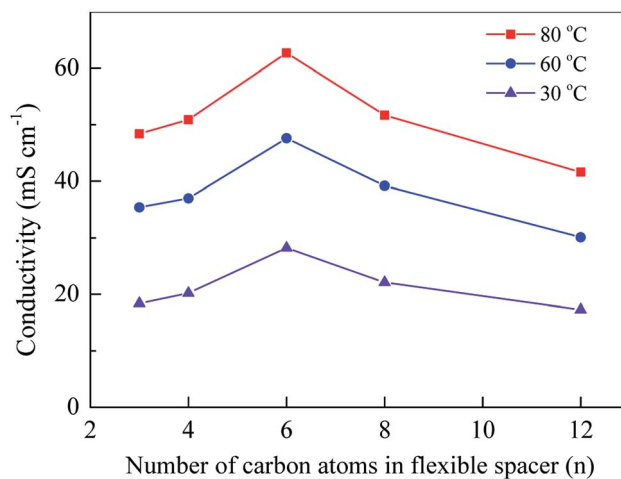 80 °C
60 °C
30 °C
60
40
20
0
2 4 6 8 10 12
Conductivity (mS cm⁻¹)
Number of carbon atoms in flexible spacer (n)